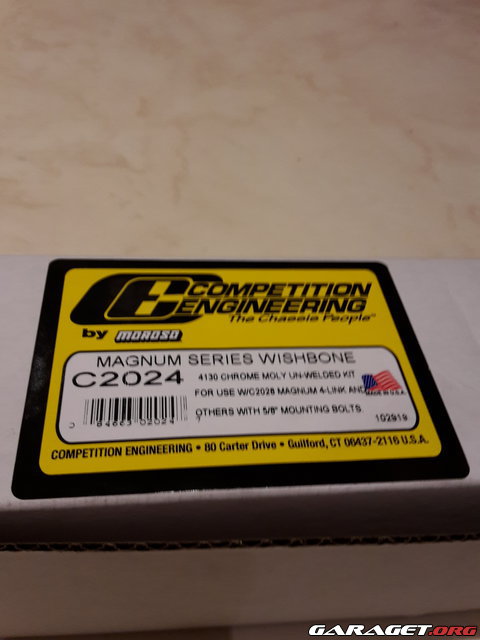 COMPETITION
ENGINEERING
The Chassis People™
by MOROSO
MAGNUM SERIES WISHBONE
C2024
4130 CHROME MOLY UN-WELDED KIT
FOR USE W/C2028 MAGNUM 4-LINK AND
MADE IN U.S.A.
OTHERS WITH 5/8" MOUNTING BOLTS.
102919
COMPETITION ENGINEERING • 80 Carter Drive • Guilford, CT 06437-2116 U.S.A.
GARAGET.ORG